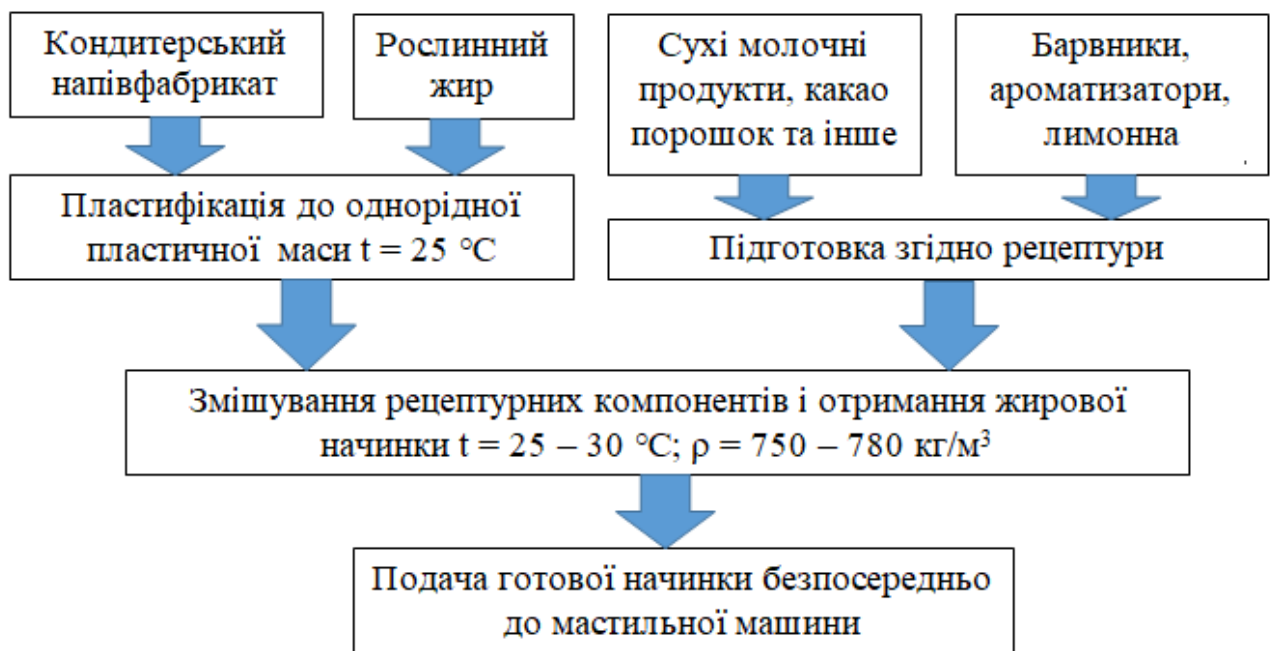 Кондитерський
напівфабрикат
Рослинний
жир
Сухі молочні
продукти, какао
порошок та інше
Барвники,
ароматизатори,
лимонна
Пластифікація до однорідної
пластичної маси t = 25 °C
Підготовка згідно рецептури
Змішування рецептурних компонентів і отримання жирової
начинки t = 25 – 30 °C; ρ = 750 – 780 кг/м³
Подача готової начинки безпосередньо
до мастильної машини